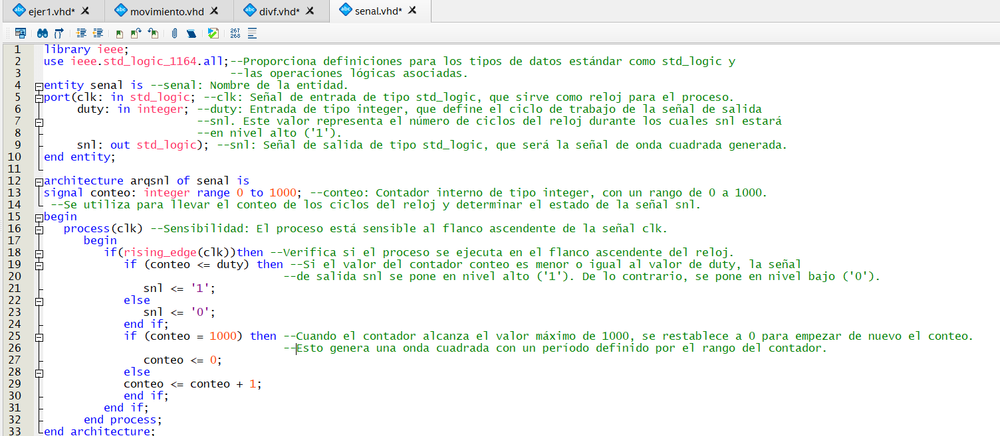 ejer1.vhd* movimiento.vhd divf.vhd* senal.vhd*
267
268
1 library ieee;
2 use ieee.std_logic_1164.all;--Proporciona definiciones para los tipos de datos estándar como std_logic y
3 --las operaciones lógicas asociadas.
4 entity senal is --senal: Nombre de la entidad.
5 port(clk: in std_logic; --clk: Señal de entrada de tipo std_logic, que sirve como reloj para el proceso.
6 duty: in integer; --duty: Entrada de tipo integer, que define el ciclo de trabajo de la señal de salida
7 --snl. Este valor representa el número de ciclos del reloj durante los cuales snl estará
8 --en nivel alto ('1').
9 snl: out std_logic); --snl: Señal de salida de tipo std_logic, que será la señal de onda cuadrada generada.
10 end entity;
11
12 architecture arqsnl of senal is
13 signal conteo: integer range 0 to 1000; --conteo: Contador interno de tipo integer, con un rango de 0 a 1000.
14 --Se utiliza para llevar el conteo de los ciclos del reloj y determinar el estado de la señal snl.
15 begin
16 process(clk) --Sensibilidad: El proceso está sensible al flanco ascendente de la señal clk.
17 begin
18 if(rising_edge(clk))then --Verifica si el proceso se ejecuta en el flanco ascendente del reloj.
19 if (conteo <= duty) then --Si el valor del contador conteo es menor o igual al valor de duty, la señal
20 --de salida snl se pone en nivel alto ('1'). De lo contrario, se pone en nivel bajo ('0').
21 snl <= '1';
22 else
23 snl <= '0';
24 end if;
25 if (conteo = 1000) then --Cuando el contador alcanza el valor máximo de 1000, se restablece a 0 para empezar de nuevo el conteo.
26 --Esto genera una onda cuadrada con un período definido por el rango del contador.
27 conteo <= 0;
28 else
29 conteo <= conteo + 1;
30 end if;
31 end if;
32 end process;
33 end architecture;